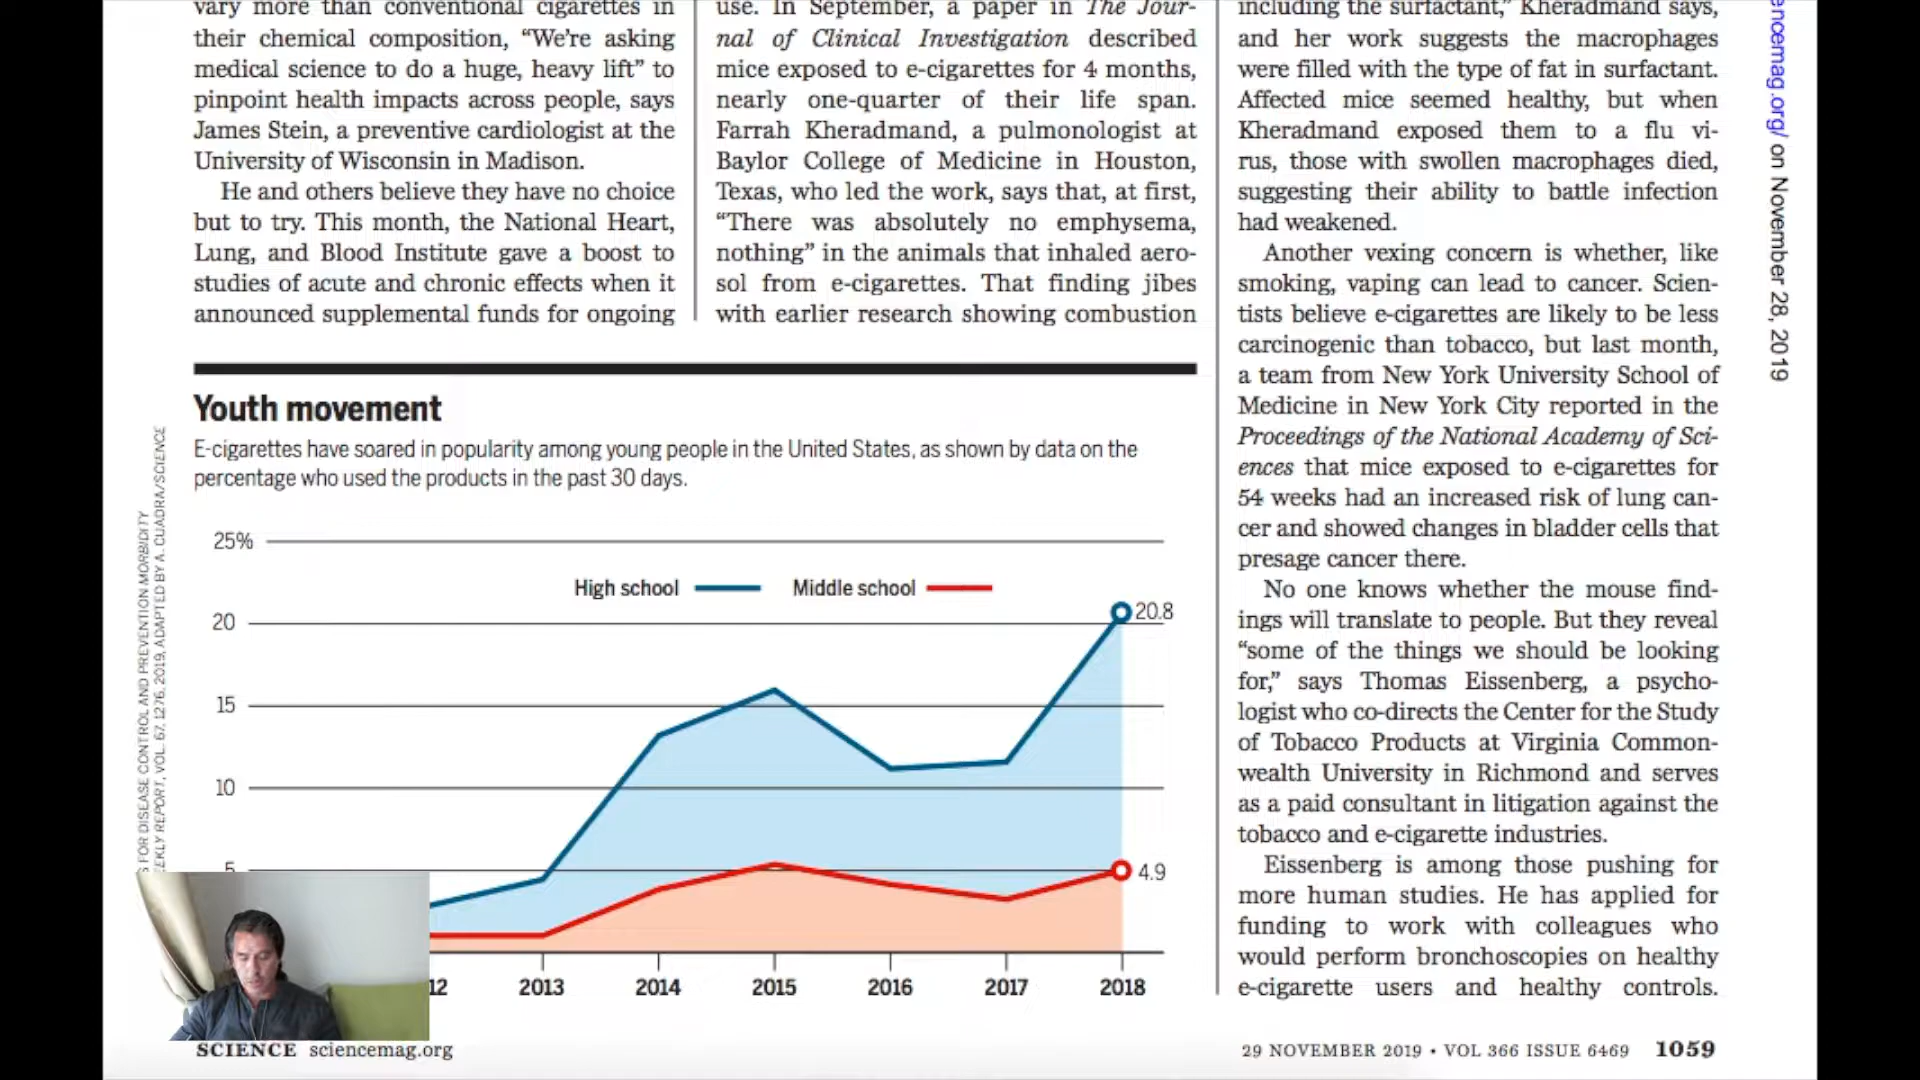 vary more than conventional cigarettes in
their chemical composition, “We’re asking
medical science to do a huge, heavy lift” to
pinpoint health impacts across people, says
James Stein, a preventive cardiologist at the
University of Wisconsin in Madison.
He and others believe they have no choice
but to try. This month, the National Heart,
Lung, and Blood Institute gave a boost to
studies of acute and chronic effects when it
announced supplemental funds for ongoing
use. In September, a paper in The Jour-
nal of Clinical Investigation described
mice exposed to e-cigarettes for 4 months,
nearly one-quarter of their life span.
Farrah Kheradmand, a pulmonologist at
Baylor College of Medicine in Houston,
Texas, who led the work, says that, at first,
“There was absolutely no emphysema,
nothing” in the animals that inhaled aero-
sol from e-cigarettes. That finding jibes
with earlier research showing combustion
including the surfactant,” Kheradmand says,
and her work suggests the macrophages
were filled with the type of fat in surfactant.
Affected mice seemed healthy, but when
Kheradmand exposed them to a flu vi-
rus, those with swollen macrophages died,
suggesting their ability to battle infection
had weakened.
Another vexing concern is whether, like
smoking, vaping can lead to cancer. Scien-
tists believe e-cigarettes are likely to be less
carcinogenic than tobacco, but last month,
a team from New York University School of
Medicine in New York City reported in the
Proceedings of the National Academy of Sci-
ences that mice exposed to e-cigarettes for
54 weeks had an increased risk of lung can-
cer and showed changes in bladder cells that
presage cancer there.
No one knows whether the mouse find-
ings will translate to people. But they reveal
“some of the things we should be looking
for,” says Thomas Eissenberg, a psycho-
logist who co-directs the Center for the Study
of Tobacco Products at Virginia Common-
wealth University in Richmond and serves
as a paid consultant in litigation against the
tobacco and e-cigarette industries.
Eissenberg is among those pushing for
more human studies. He has applied for
funding to work with colleagues who
would perform bronchoscopies on healthy
e-cigarette users and healthy controls.
Youth movement
E-cigarettes have soared in popularity among young people in the United States, as shown by data on the
percentage who used the products in the past 30 days.
25%
High school
Middle school
20.8
20
15
10
5
4.9
12 2013 2014 2015 2016 2017 2018
S FOR DISEASE CONTROL AND PREVENTION MORBIDITY
EKLY REPORT, VOL. 67, 1276, 2019, ADAPTED BY A. CUADRA/SCIENCE
encemag.org/ on November 28, 2019
SCIENCE sciencemag.org
29 NOVEMBER 2019 • VOL 366 ISSUE 6469 1059